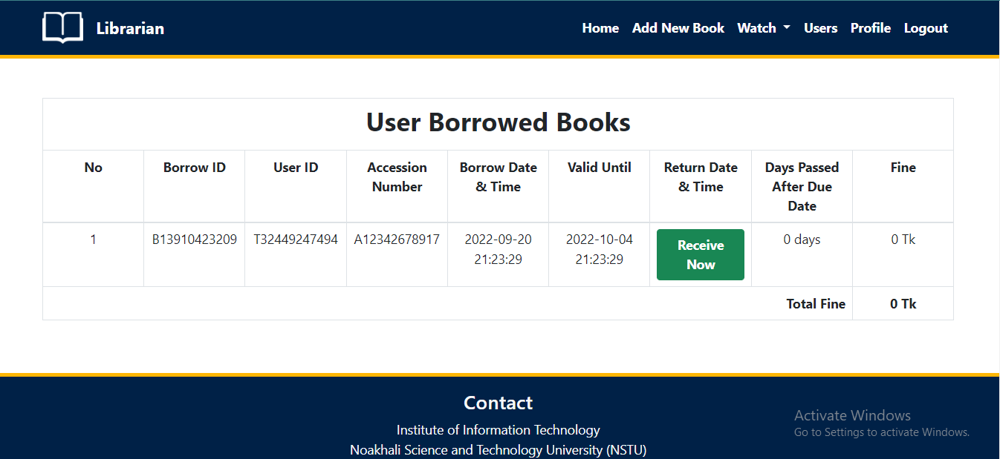 Librarian
Home Add New Book Watch Users Profile Logout
User Borrowed Books
No Borrow ID User ID Accession Number Borrow Date & Time Valid Until Return Date & Time Days Passed After Due Date Fine
1 B13910423209 T32449247494 A12342678917 2022-09-20 21:23:29 2022-10-04 21:23:29 Receive Now 0 days 0 Tk
Total Fine 0 Tk
Contact
Institute of Information Technology
Noakhali Science and Technology University (NSTU)
Activate Windows
Go to Settings to activate Windows.